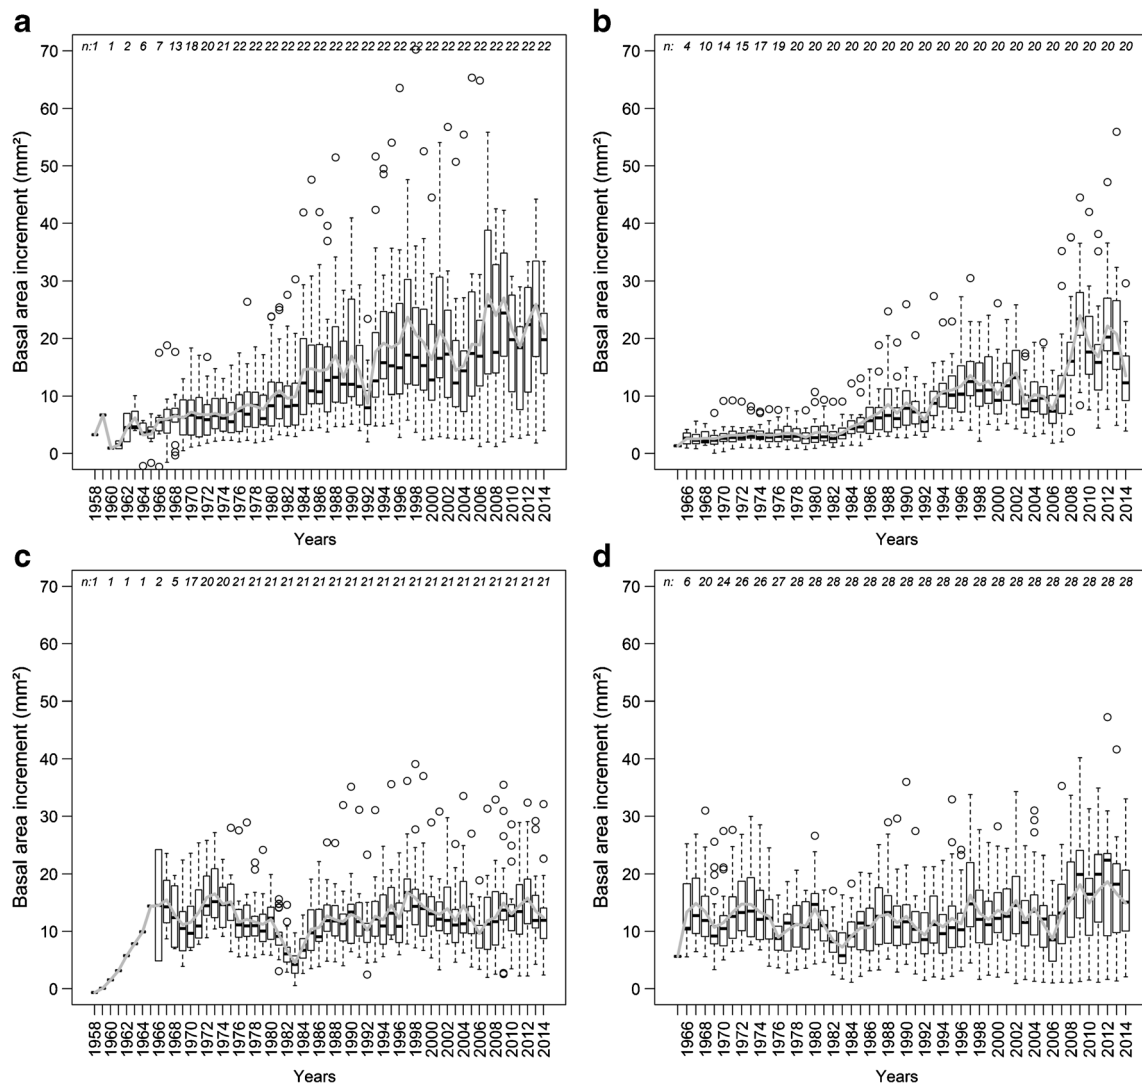 a
n:1 1 2 6 7 13 18 20 21 22 22 22 22 22 22 22 22 22 22 22 22 22 22 22 22 22 22 22 22
70
60
50
40
30
20
10
0
Basal area increment (mm²)
1958 1960 1962 1964 1966 1968 1970 1972 1974 1976 1978 1980 1982 1984 1986 1988 1990 1992 1994 1996 1998 2000 2002 2004 2006 2008 2010 2012 2014
Years
b
n: 4 10 14 15 17 19 20 20 20 20 20 20 20 20 20 20 20 20 20 20 20 20 20 20 20
70
60
50
40
30
20
10
0
Basal area increment (mm²)
1966 1968 1970 1972 1974 1976 1978 1980 1982 1984 1986 1988 1990 1992 1994 1996 1998 2000 2002 2004 2006 2008 2010 2012 2014
Years
c
n:1 1 1 1 2 5 17 20 20 21 21 21 21 21 21 21 21 21 21 21 21 21 21 21 21 21 21 21 21
70
60
50
40
30
20
10
0
Basal area increment (mm²)
1958 1960 1962 1964 1966 1968 1970 1972 1974 1976 1978 1980 1982 1984 1986 1988 1990 1992 1994 1996 1998 2000 2002 2004 2006 2008 2010 2012 2014
Years
d
n: 6 20 24 26 26 27 28 28 28 28 28 28 28 28 28 28 28 28 28 28 28 28 28 28 28
70
60
50
40
30
20
10
0
Basal area increment (mm²)
1966 1968 1970 1972 1974 1976 1978 1980 1982 1984 1986 1988 1990 1992 1994 1996 1998 2000 2002 2004 2006 2008 2010 2012 2014
Years